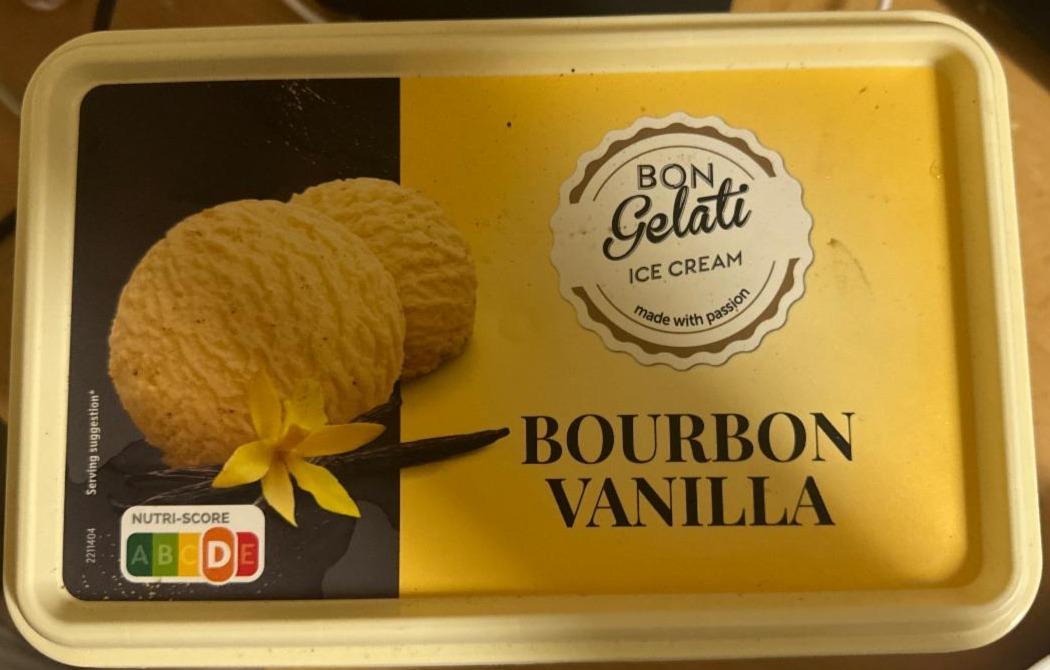 BON
Gelati
ICE CREAM
made with passion
BOURBON
VANILLA
Serving suggestion*
2211404
NUTRI-SCORE
A B C D E